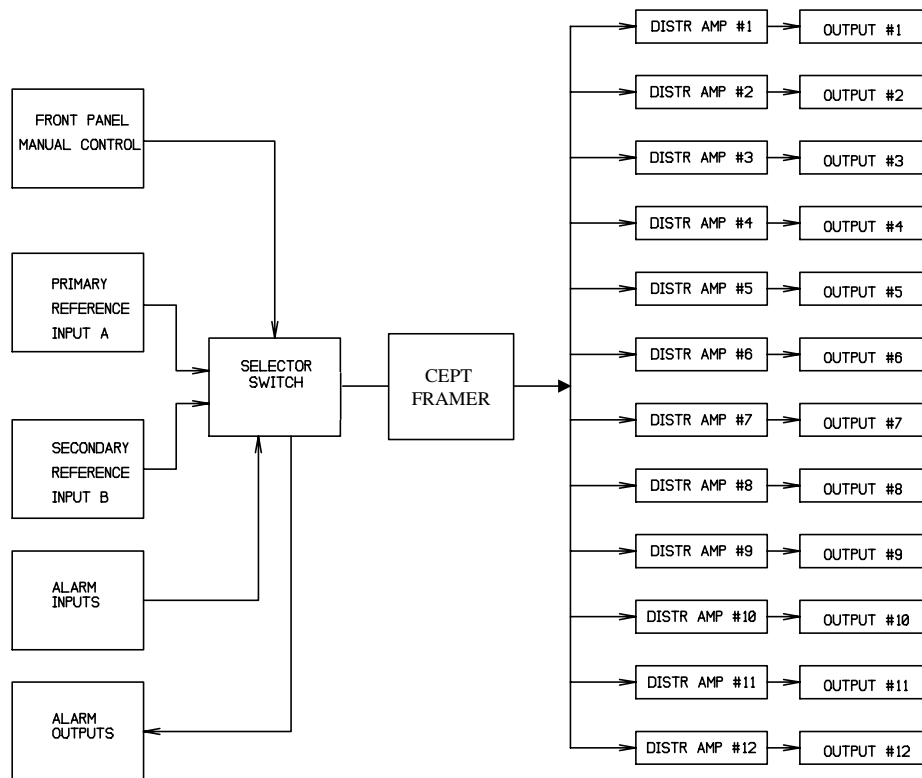 FRONT PANEL
MANUAL CONTROL
PRIMARY
REFERENCE
INPUT A
SECONDARY
REFERENCE
INPUT B
ALARM
INPUTS
ALARM
OUTPUTS
SELECTOR
SWITCH
CEPT
FRAMER
DISTR AMP #1
OUTPUT #1
DISTR AMP #2
OUTPUT #2
DISTR AMP #3
OUTPUT #3
DISTR AMP #4
OUTPUT #4
DISTR AMP #5
OUTPUT #5
DISTR AMP #6
OUTPUT #6
DISTR AMP #7
OUTPUT #7
DISTR AMP #8
OUTPUT #8
DISTR AMP #9
OUTPUT #9
DISTR AMP #10
OUTPUT #10
DISTR AMP #11
OUTPUT #11
DISTR AMP #12
OUTPUT #12